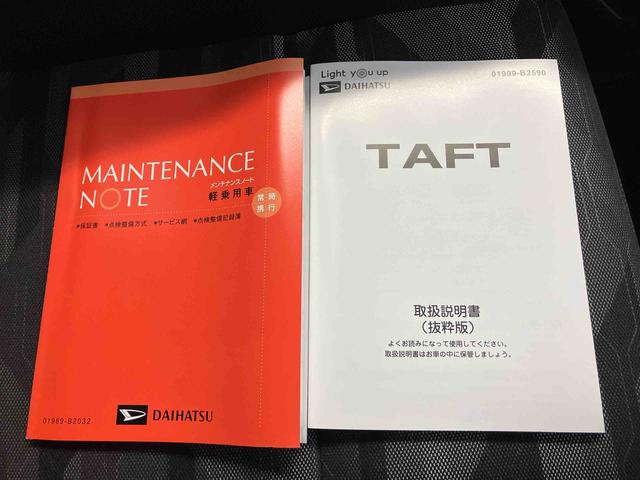 MAINTENANCE
NOTE
メンテナンスノート
軽乗用車
常時
携行
•保証書 •点検整備方式 •サービス網 •点検整備記録簿
01989-B2032
DAIHATSU
Light you up
DAIHATSU
01999-B2590
TAFT
取扱説明書
(抜粋版)
よくお読みになって使用してください。
取扱説明書はお車の中に保管しましょう。